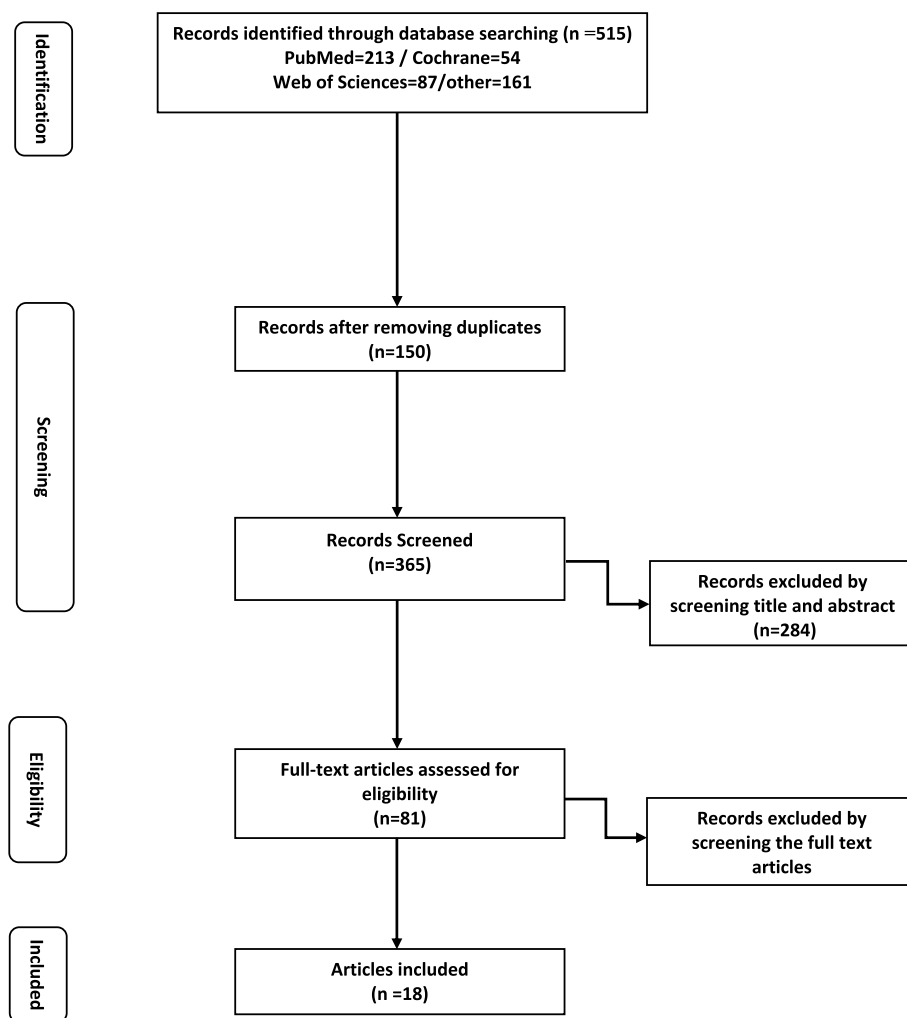 Identification
Records identified through database searching (n =515)
PubMed=213 / Cochrane=54
Web of Sciences=87/other=161
Screening
Records after removing duplicates
(n=150)
Records Screened
(n=365)
Records excluded by
screening title and abstract
(n=284)
Eligibility
Full-text articles assessed for
eligibility
(n=81)
Records excluded by
screening the full text
articles
Included
Articles included
(n =18)